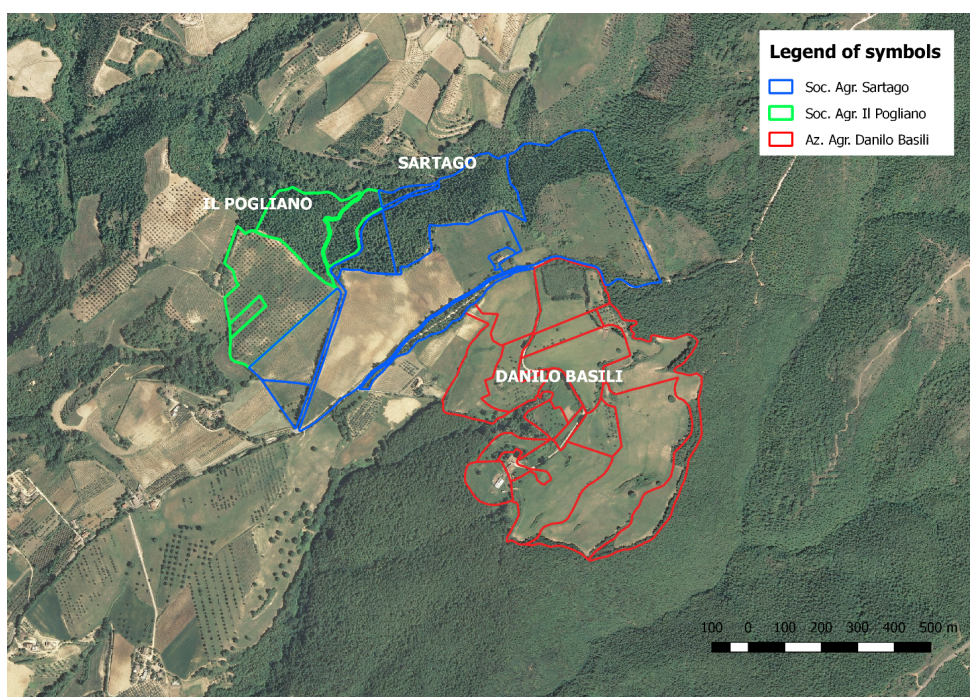 Legend of symbols
Soc. Agr. Sartago
Soc. Agr. Il Pogliano
Az. Agr. Danilo Basili
SARTAGO
IL POGLIANO
DANILO BASILI
100 0 100 200 300 400 500 m